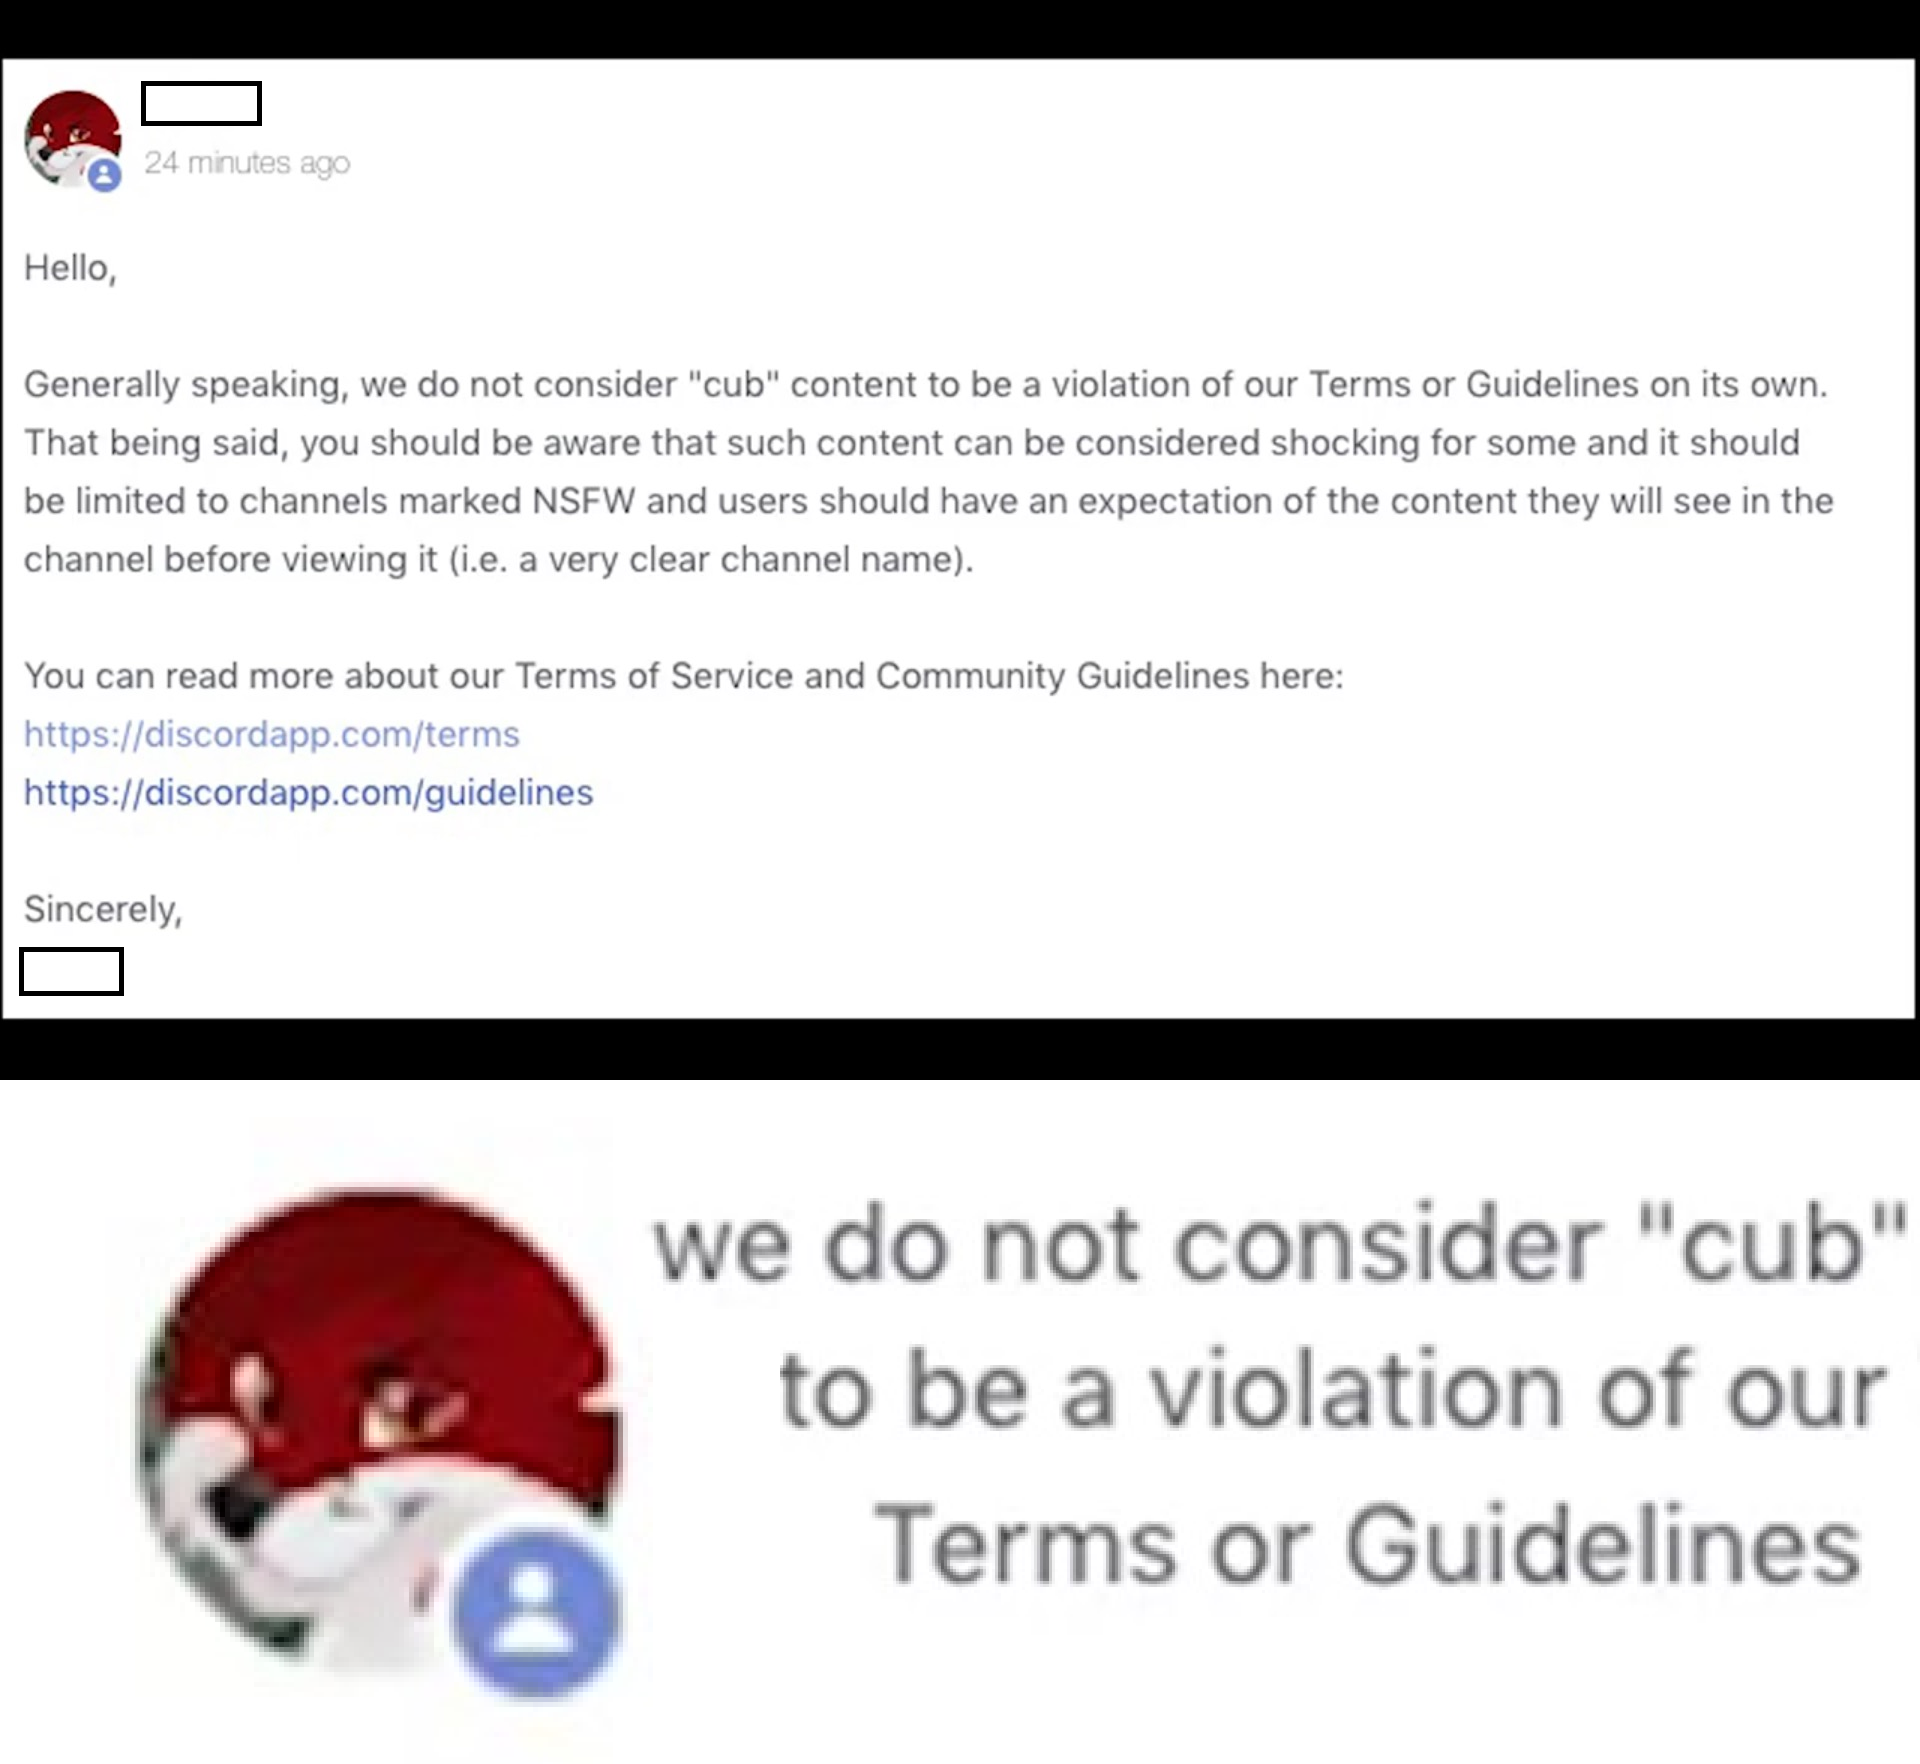 24 minutes ago
Hello,
Generally speaking, we do not consider "cub" content to be a violation of our Terms or Guidelines on its own.
That being said, you should be aware that such content can be considered shocking for some and it should
be limited to channels marked NSFW and users should have an expectation of the content they will see in the
channel before viewing it (i.e. a very clear channel name).
You can read more about our Terms of Service and Community Guidelines here:
https://discordapp.com/terms
https://discordapp.com/guidelines
Sincerely,
we do not consider "cub"
to be a violation of our
Terms or Guidelines